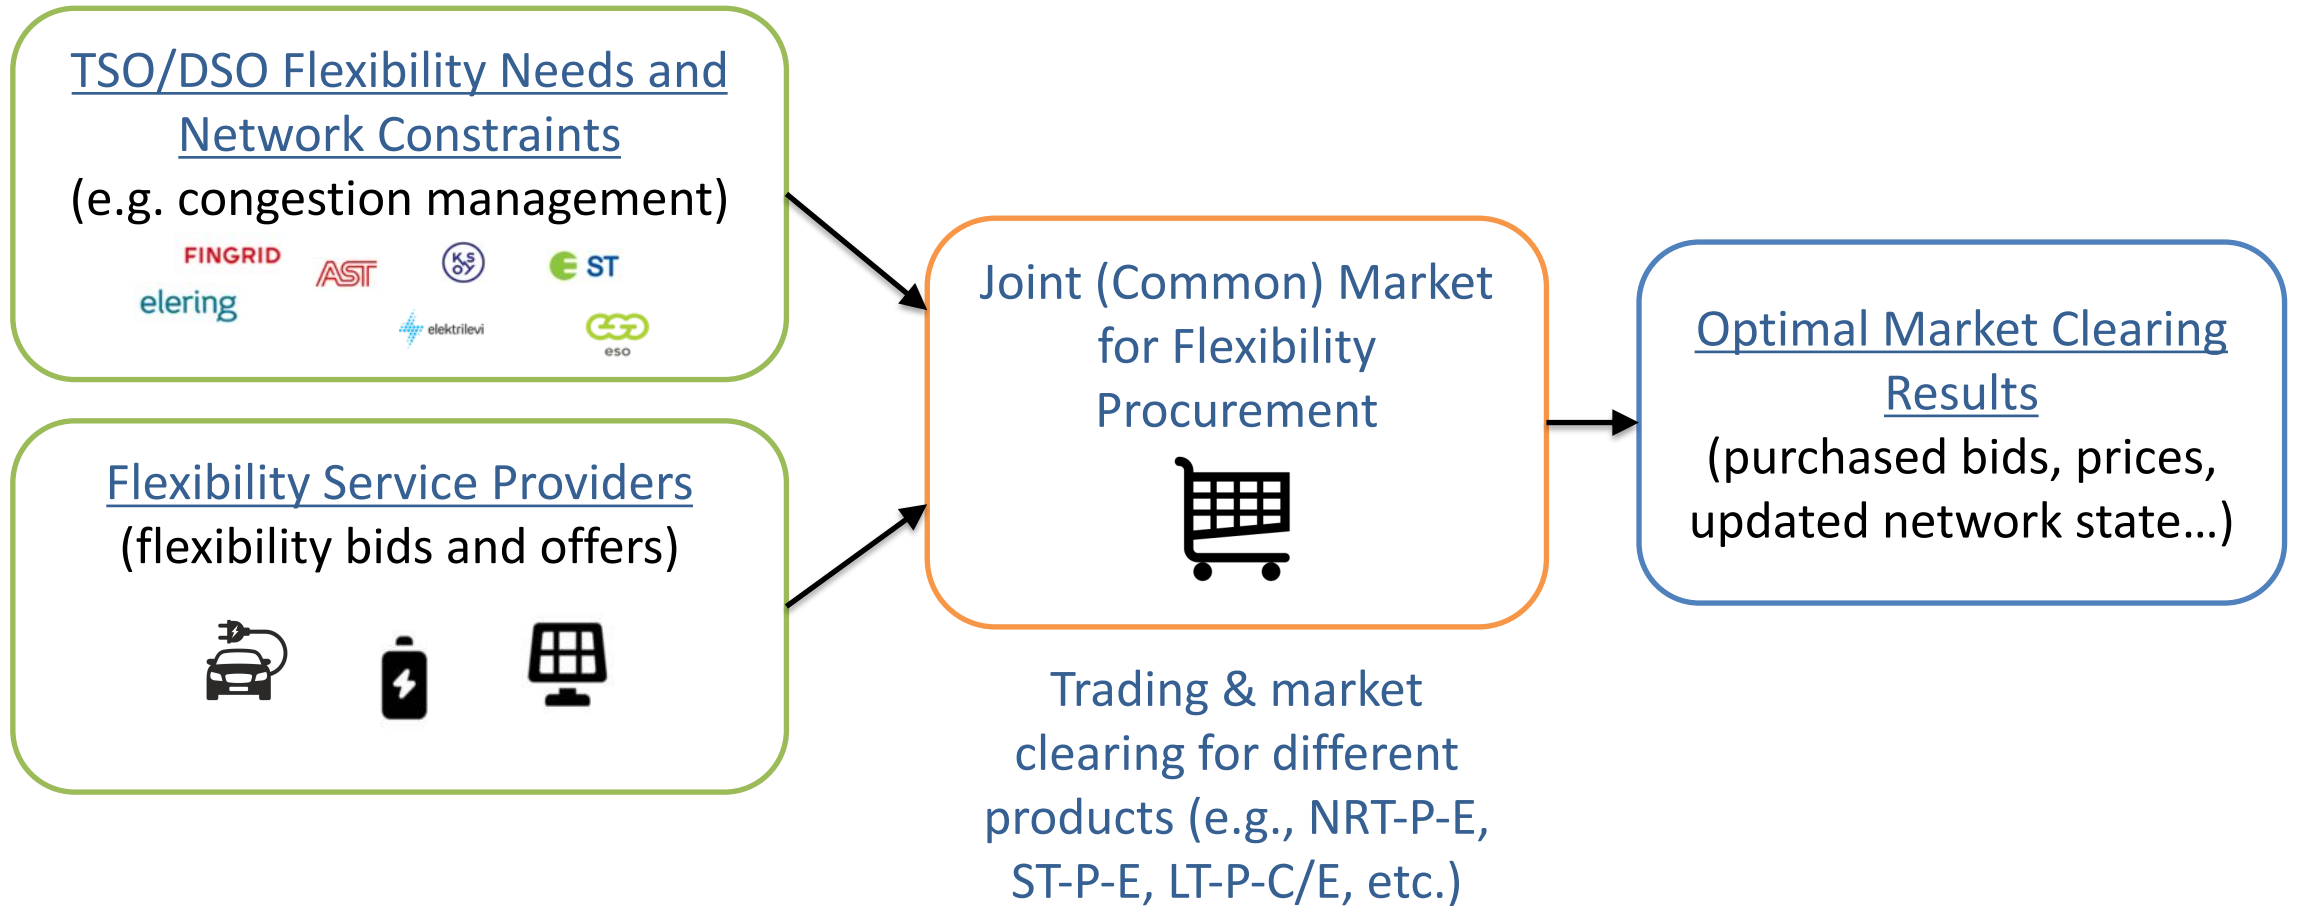 TSO/DSO Flexibility Needs and
Network Constraints
(e.g. congestion management)
FINGRID
AST
KSOY
ST
elering
elektrilevi
eso
Flexibility Service Providers
(flexibility bids and offers)
Joint (Common) Market
for Flexibility
Procurement
Trading & market
clearing for different
products (e.g., NRT-P-E,
ST-P-E, LT-P-C/E, etc.)
Optimal Market Clearing
Results
(purchased bids, prices,
updated network state...)